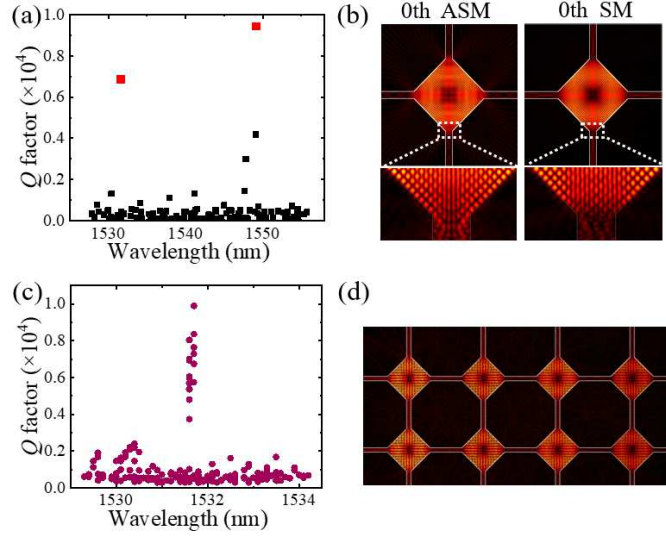 (a)
1.0
0.8
0.6
0.4
0.2
0.0
Q factor (×10⁴)
1530 1540 1550
Wavelength (nm)
(b)
0th ASM 0th SM
(c)
1.0
0.8
0.6
0.4
0.2
0.0
Q factor (×10⁴)
1530 1532 1534
Wavelength (nm)
(d)